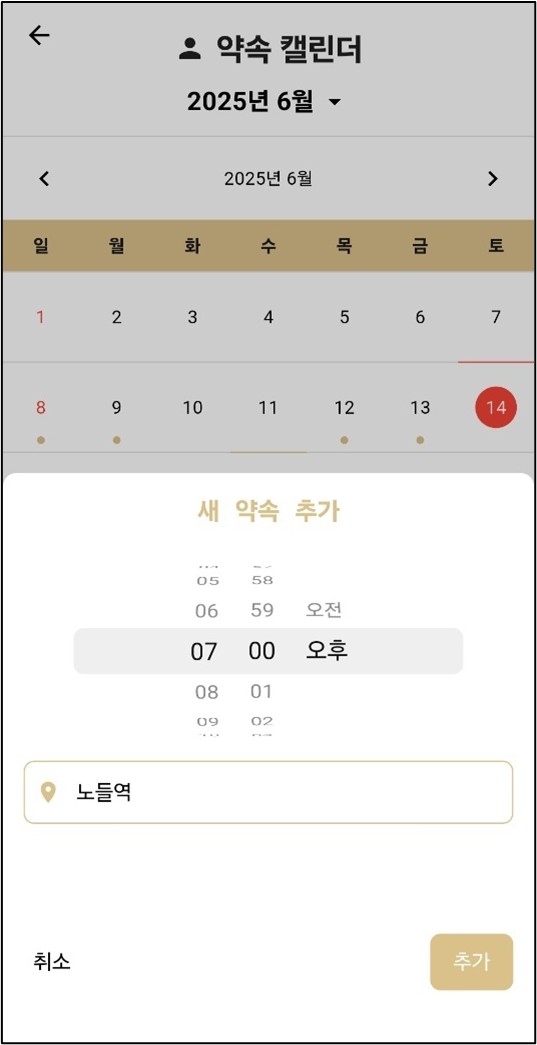 약속 캘린더
2025년 6월
2025년 6월
일 월 화 수 목 금 토
1 2 3 4 5 6 7
8 9 10 11 12 13 14
새 약속 추가
05 58
06 59 오전
07 00 오후
08 01
09 02
노들역
취소 추가